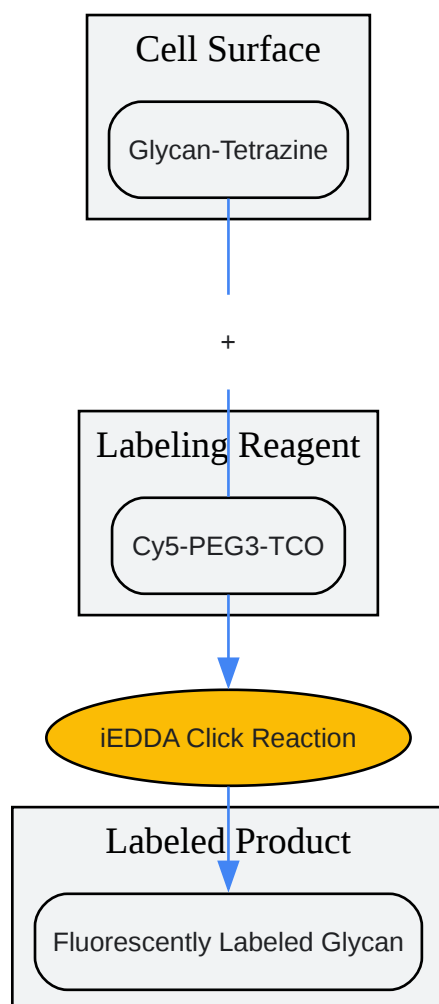 Cell Surface
Glycan-Tetrazine
+
Labeling Reagent
Cy5-PEG3-TCO
iEDDA Click Reaction
Labeled Product
Fluorescently Labeled Glycan